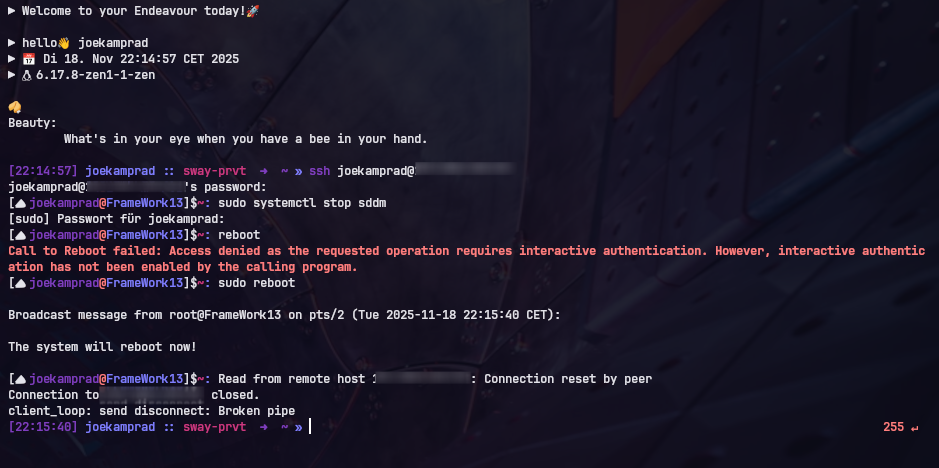 ▶ Welcome to your Endeavour today!🚀
▶ hello👋 joekamprad
▶ 📅 Di 18. Nov 22:14:57 CET 2025
▶ 🐧 6.17.8-zen1-1-zen
Beauty:
What's in your eye when you have a bee in your hand.
[22:14:57] joekamprad :: sway-prvt ➜ ~ » ssh joekamprad@
joekamprad@ 's password:
[joekamprad@FrameWork13]$~: sudo systemctl stop sddm
[sudo] Passwort für joekamprad:
[joekamprad@FrameWork13]$~: reboot
Call to Reboot failed: Access denied as the requested operation requires interactive authentication. However, interactive authentic
ation has not been enabled by the calling program.
[joekamprad@FrameWork13]$~: sudo reboot
Broadcast message from root@FrameWork13 on pts/2 (Tue 2025-11-18 22:15:40 CET):
The system will reboot now!
[joekamprad@FrameWork13]$~: Read from remote host : Connection reset by peer
Connection to closed.
client_loop: send disconnect: Broken pipe
[22:15:40] joekamprad :: sway-prvt ➜ ~ » 255 ↵